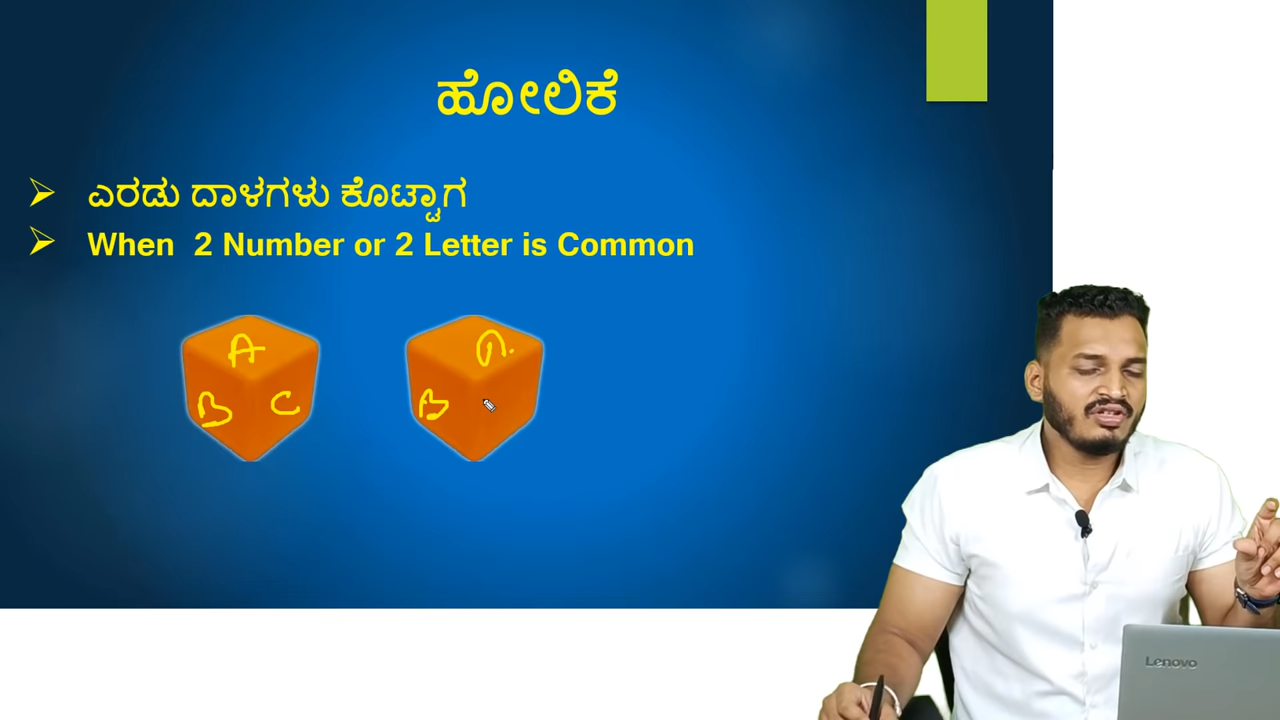 ಹೋಲಿಕೆ
ಎರಡು ದಾಳಗಳು ಕೊಟ್ಟಾಗ
When 2 Number or 2 Letter is Common
A
B C
B
Lenovo